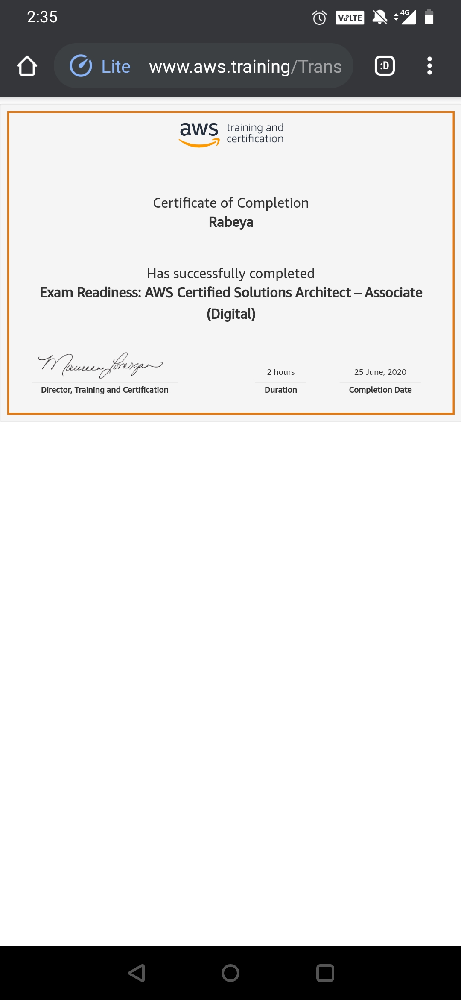 2:35
VoLTE
4G
Lite
www.aws.training/Trans
:D
aws training and
certification
Certificate of Completion
Rabeya
Has successfully completed
Exam Readiness: AWS Certified Solutions Architect – Associate
(Digital)
Maureen Lonergan
2 hours
25 June, 2020
Director, Training and Certification
Duration
Completion Date